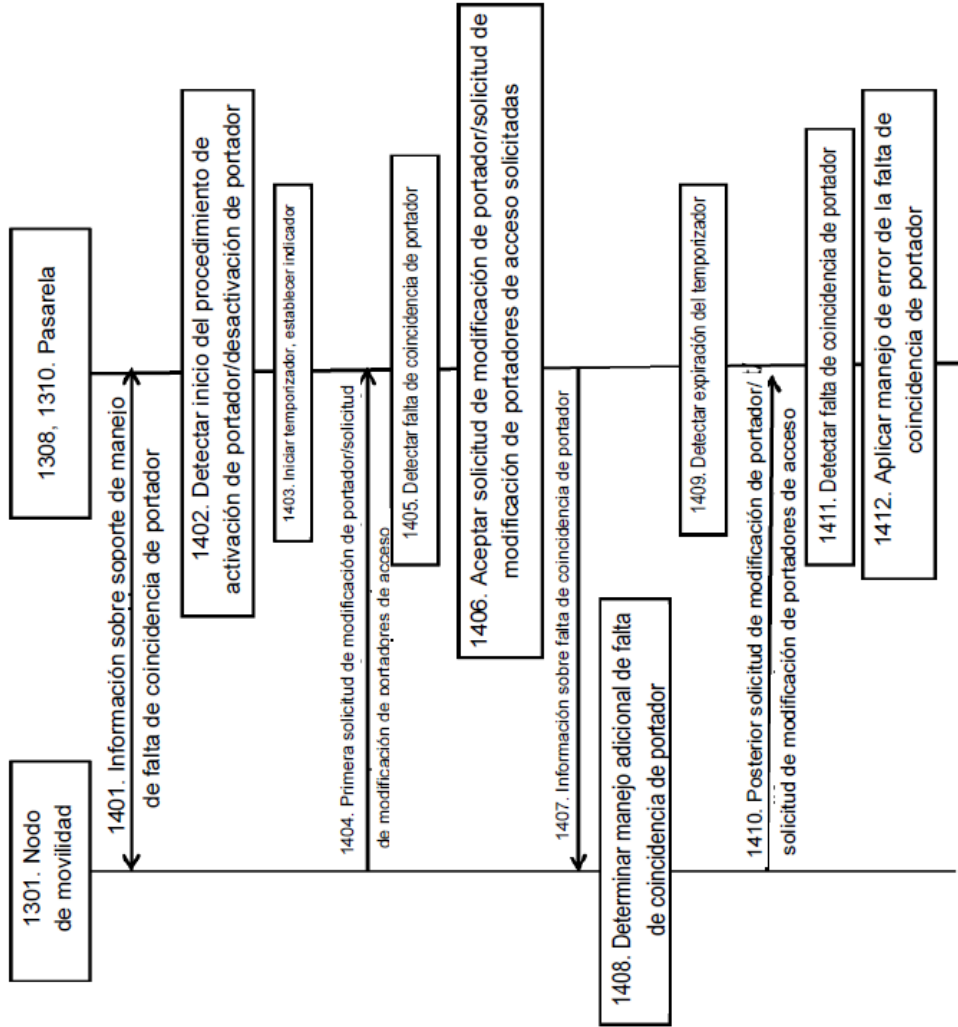 1301. Nodo
de movilidad
1308, 1310. Pasarela
1401. Información sobre soporte de manejo
de falta de coincidencia de portador
1402. Detectar inicio del procedimiento de
activación de portador/desactivación de portador
1403. Iniciar temporizador, establecer indicador
1404. Primera solicitud de modificación de portador/solicitud
de modificación de portadores de acceso
1405. Detectar falta de coincidencia de portador
1406. Aceptar solicitud de modificación de portador/solicitud de
modificación de portadores de acceso solicitadas
1407. Información sobre falta de coincidencia de portador
1408. Determinar manejo adicional de falta
de coincidencia de portador
1409. Detectar expiración del temporizador
1410. Posterior solicitud de modificación de portador/
solicitud de modificación de portadores de acceso
1411. Detectar falta de coincidencia de portador
1412. Aplicar manejo de error de la falta de
coincidencia de portador